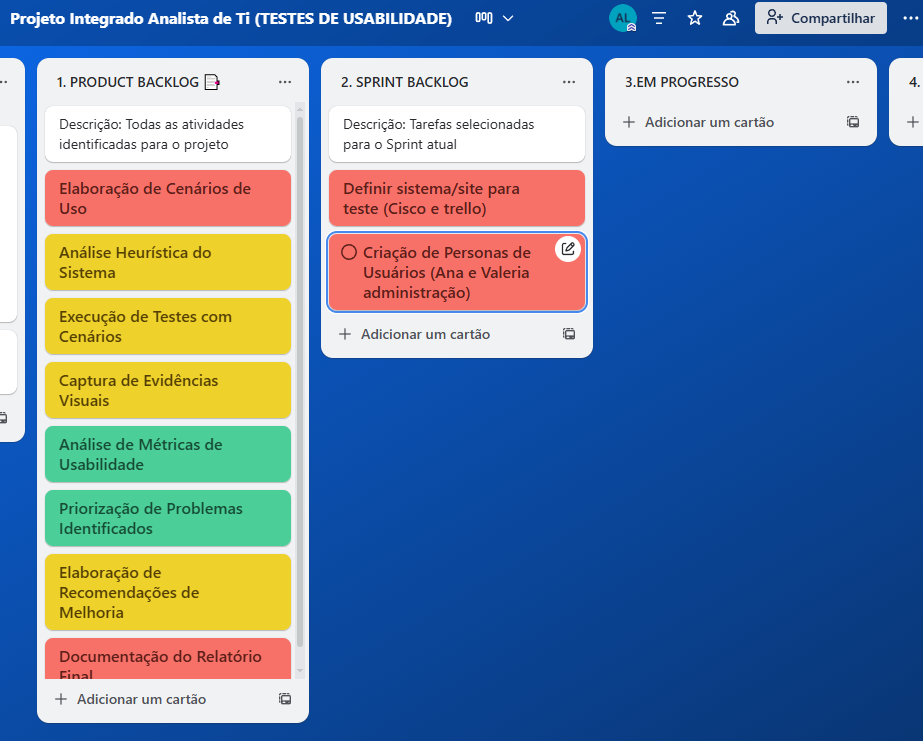 Projeto Integrado Analista de Ti (TESTES DE USABILIDADE)
AL
Compartilhar
1. PRODUCT BACKLOG
Descrição: Todas as atividades
identificadas para o projeto
Elaboração de Cenários de
Uso
Análise Heurística do
Sistema
Execução de Testes com
Cenários
Captura de Evidências
Visuais
Análise de Métricas de
Usabilidade
Priorização de Problemas
Identificados
Elaboração de
Recomendações de
Melhoria
Documentação do Relatório
Final
+ Adicionar um cartão
2. SPRINT BACKLOG
Descrição: Tarefas selecionadas
para o Sprint atual
Definir sistema/site para
teste (Cisco e trello)
Criação de Personas de
Usuários (Ana e Valeria
administração)
+ Adicionar um cartão
3.EM PROGRESSO
+ Adicionar um cartão
4.
+